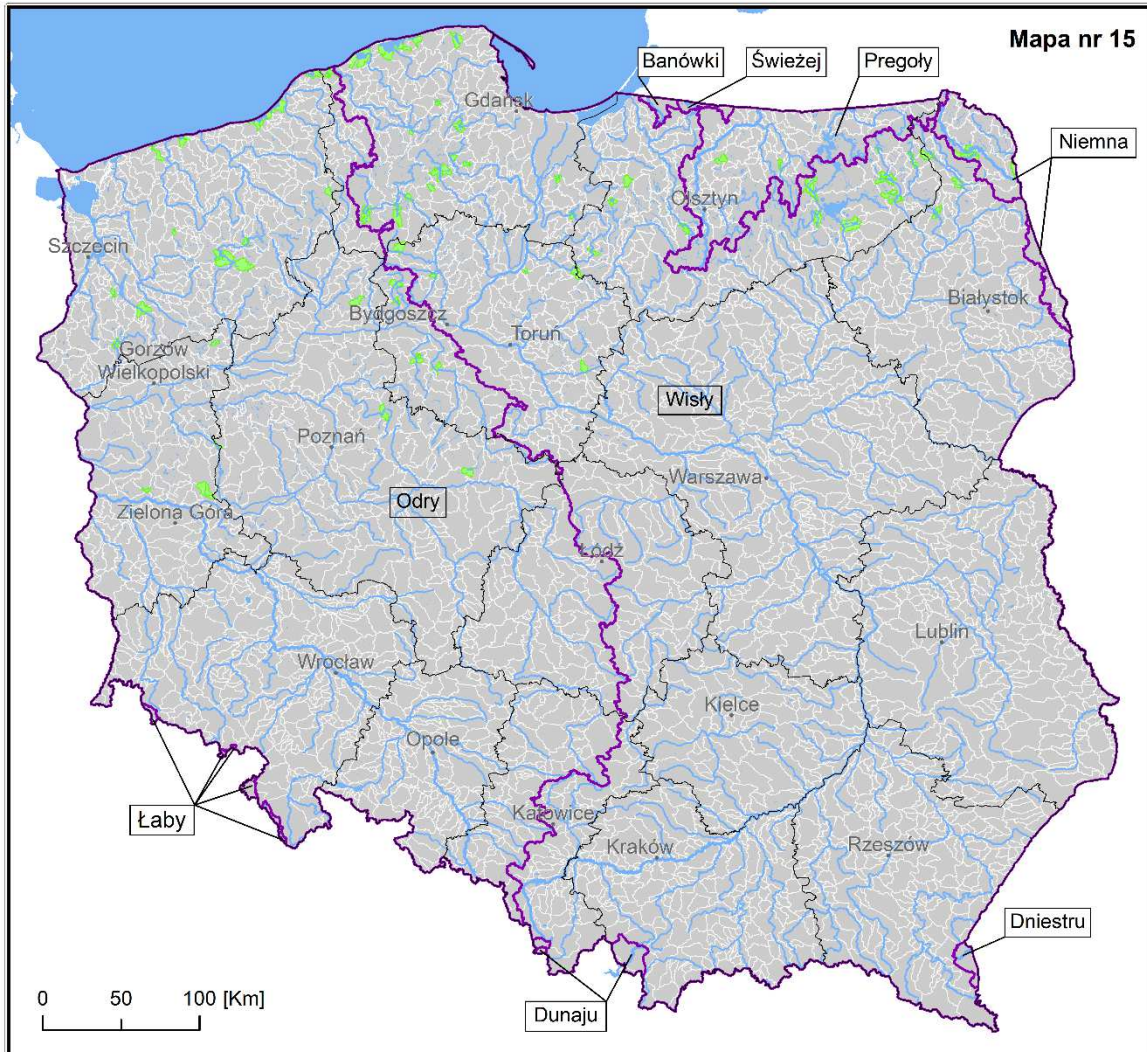 Mapa nr 15
Banówki
Świeżej
Pregoły
Gdańsk
Niemna
Olsztyn
Szczecin
Białystok
Bydgoszcz
Toruń
Gorzów
Wielkopolski
Wisły
Poznań
Warszawa
Odry
Zielona Góra
Łódź
Lublin
Wrocław
Kielce
Opole
Łaby
Katowice
Kraków
Rzeszów
Dniestru
0 50 100 [Km]
Dunaju